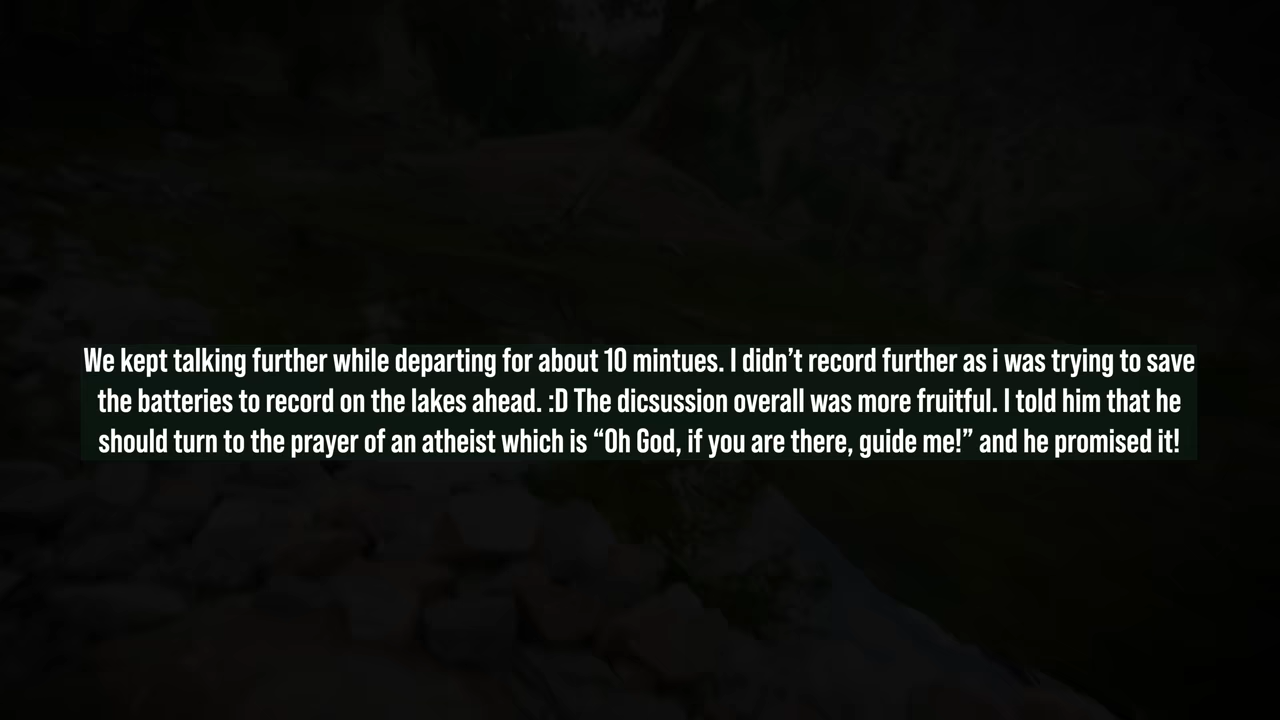 We kept talking further while departing for about 10 mintues. I didn’t record further as i was trying to save
the batteries to record on the lakes ahead. :D The dicsussion overall was more fruitful. I told him that he
should turn to the prayer of an atheist which is “Oh God, if you are there, guide me!” and he promised it!